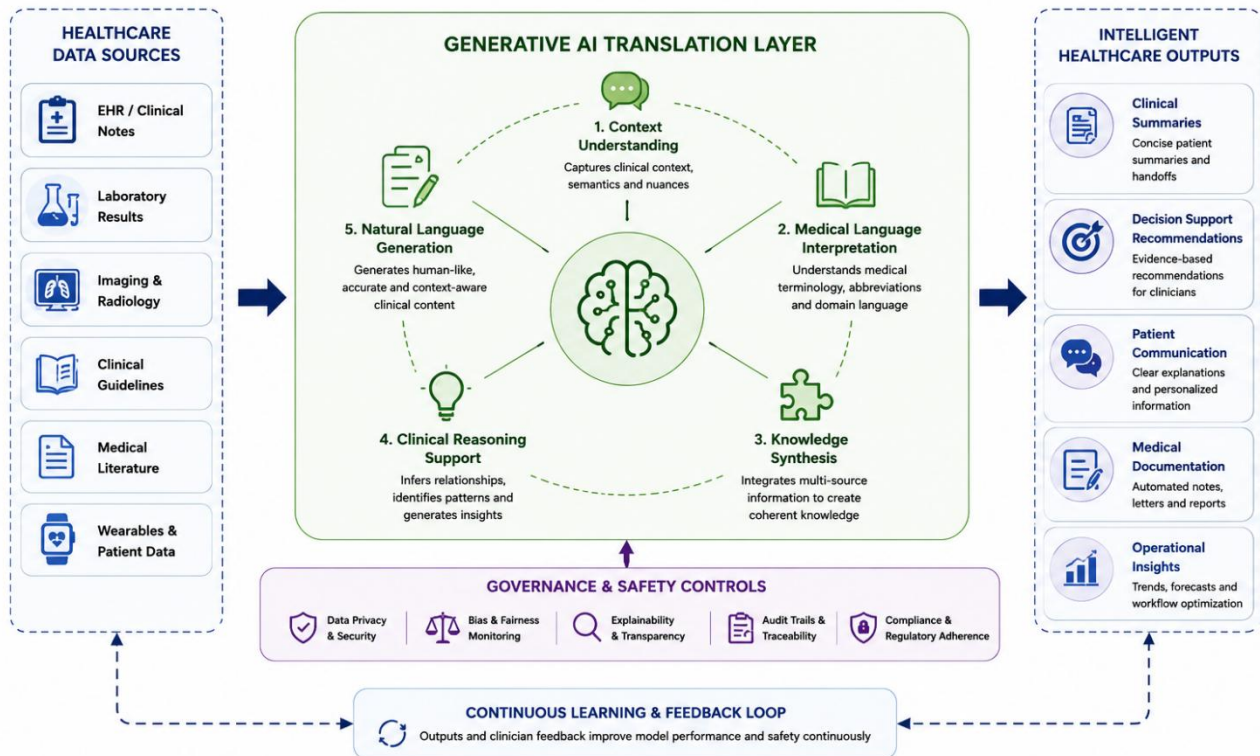 HEALTHCARE
DATA SOURCES
EHR / Clinical
Notes
Laboratory
Results
Imaging &
Radiology
Clinical
Guidelines
Medical
Literature
Wearables &
Patient Data
GENERATIVE AI TRANSLATION LAYER
1. Context
Understanding
Captures clinical context,
semantics and nuances
2. Medical Language
Interpretation
Understands medical
terminology, abbreviations
and domain language
3. Knowledge
Synthesis
Integrates multi-source
information to create
coherent knowledge
4. Clinical Reasoning
Support
Infers relationships,
identifies patterns and
generates insights
5. Natural Language
Generation
Generates human-like,
accurate and context-aware
clinical content
GOVERNANCE & SAFETY CONTROLS
Data Privacy
& Security
Bias & Fairness
Monitoring
Explainability
& Transparency
Audit Trails &
Traceability
Compliance &
Regulatory Adherence
INTELLIGENT
HEALTHCARE OUTPUTS
Clinical
Summaries
Concise patient
summaries and
handoffs
Decision Support
Recommendations
Evidence-based
recommendations
for clinicians
Patient
Communication
Clear explanations
and personalized
information
Medical
Documentation
Automated notes,
letters and reports
Operational
Insights
Trends, forecasts and
workflow optimization
CONTINUOUS LEARNING & FEEDBACK LOOP
Outputs and clinician feedback improve model performance and safety continuously